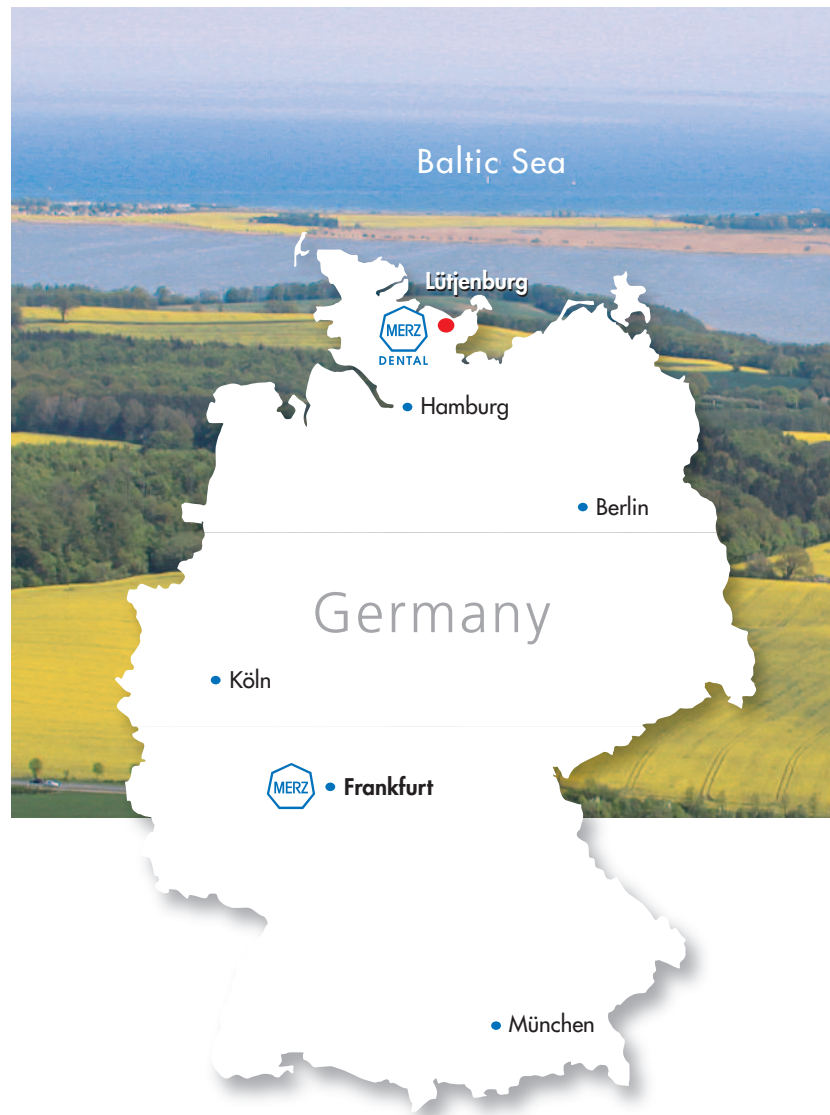 Baltic Sea
Lütjenburg
MERZ
DENTAL
Hamburg
Berlin
Germany
Köln
MERZ
Frankfurt
München